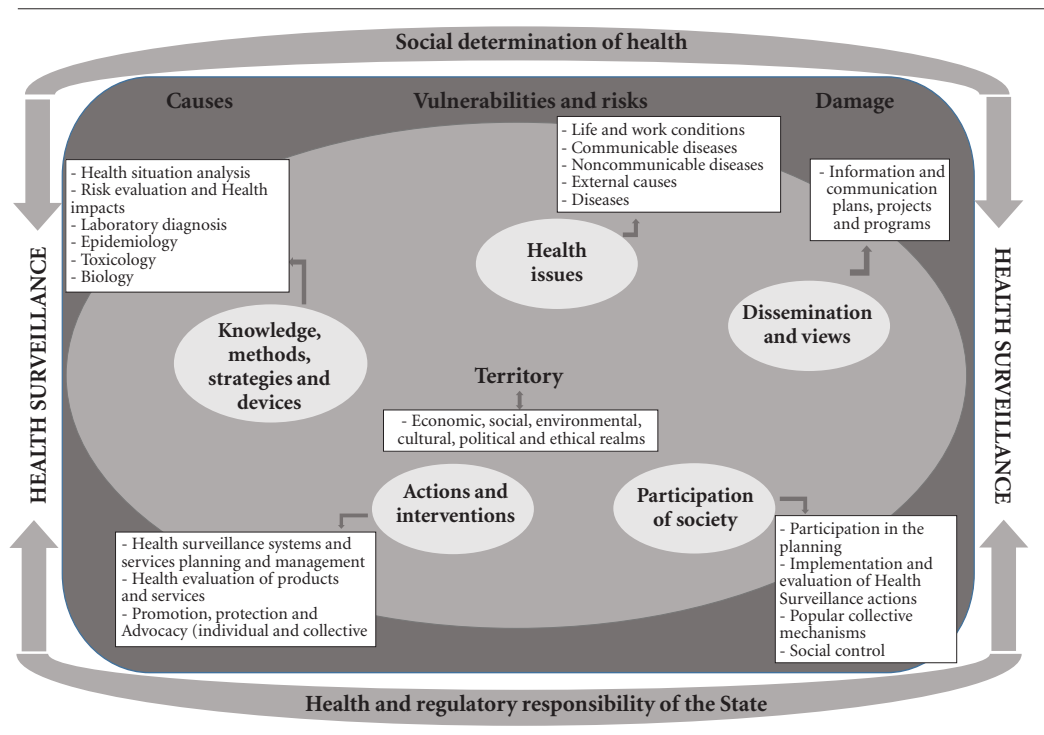 Social determination of health
Causes
Vulnerabilities and risks
Damage
- Life and work conditions
- Communicable diseases
- Noncommunicable diseases
- External causes
- Diseases
- Health situation analysis
- Risk evaluation and Health
impacts
- Laboratory diagnosis
- Epidemiology
- Toxicology
- Biology
- Information and
communication
plans, projects
and programs
HEALTH SURVEILLANCE
Health
issues
Knowledge,
methods,
strategies and
devices
Dissemination
and views
HEALTH SURVEILLANCE
Territory
- Economic, social, environmental,
cultural, political and ethical realms
Actions and
interventions
Participation
of society
- Health surveillance systems and
services planning and management
- Health evaluation of products
and services
- Promotion, protection and
Advocacy (individual and collective
- Participation in the
planning
- Implementation and
evaluation of Health
Surveillance actions
- Popular collective
mechanisms
- Social control
Health and regulatory responsibility of the State